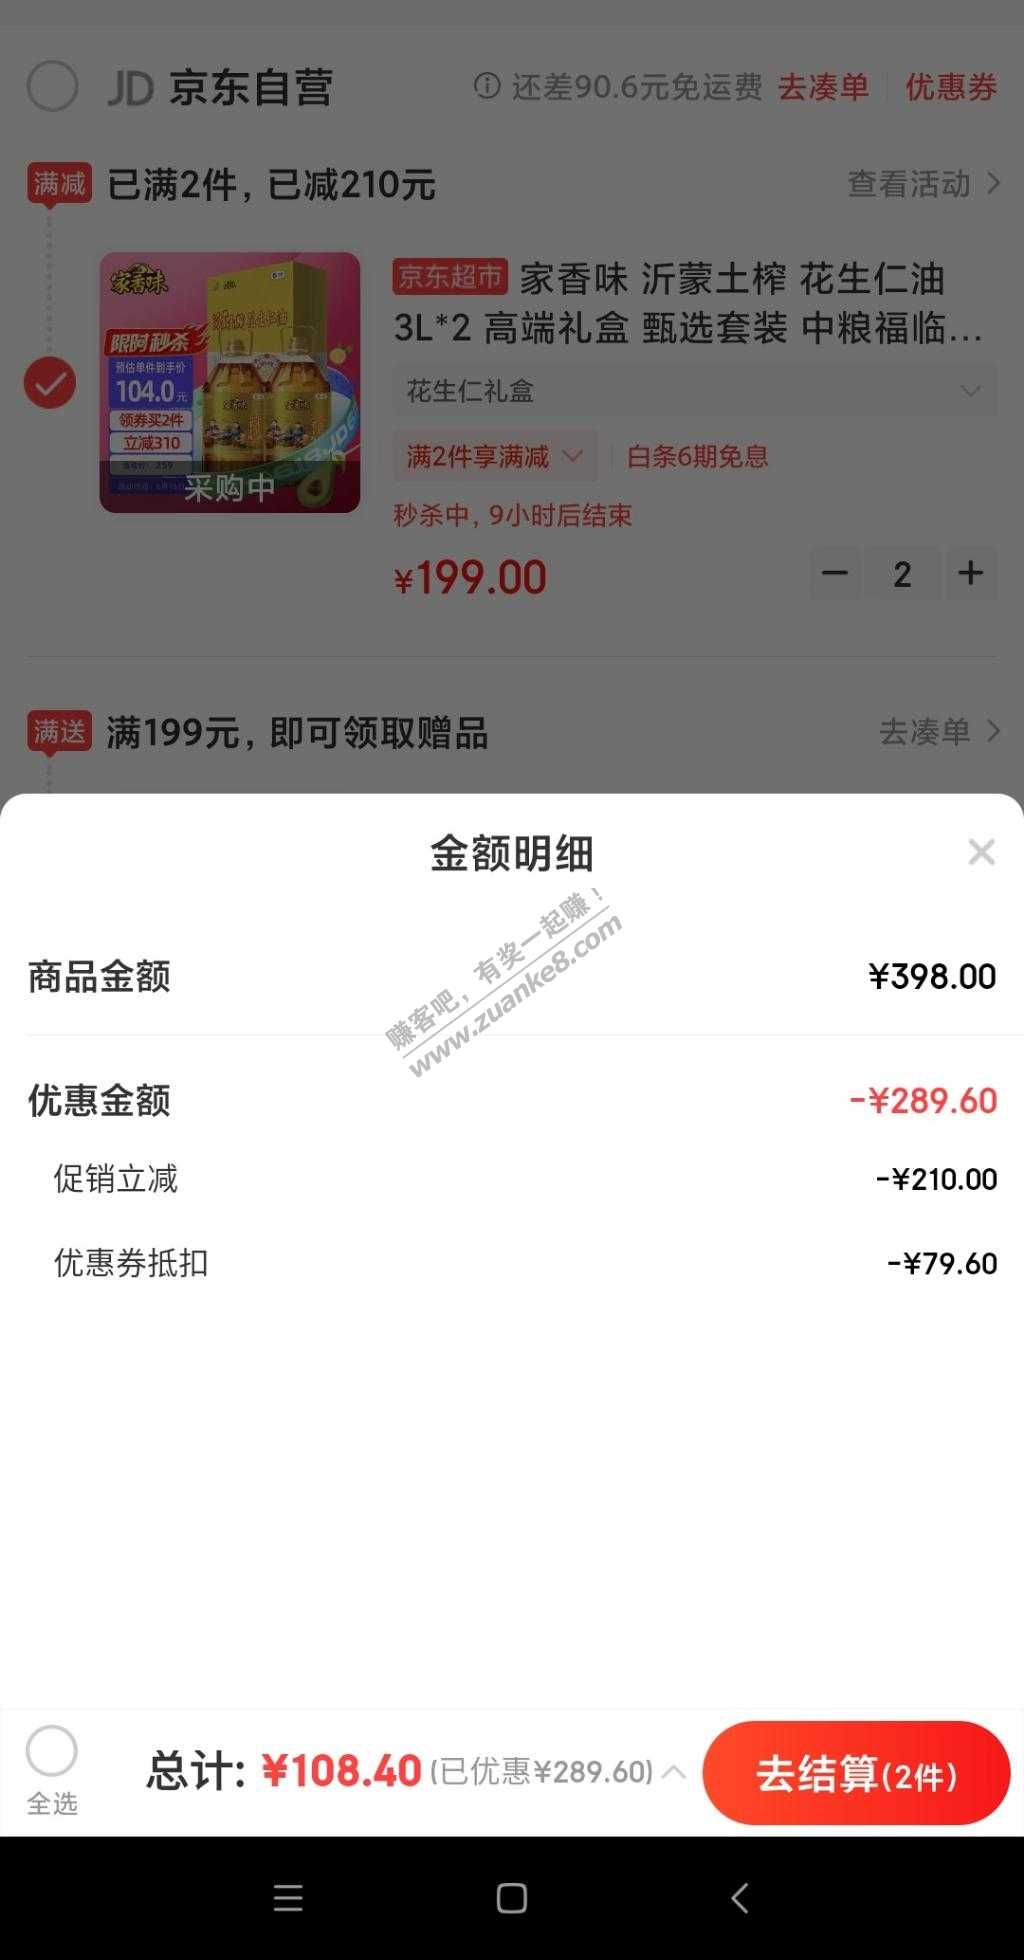 JD 京东自营
还差90.6元免运费 去凑单 优惠券
满减 已满2件，已减210元 查看活动
家香味
限时秒杀
预估单件到手价
104.0元
领券买2件
立减310
采购中
京东超市 家香味 沂蒙土榨 花生仁油
3L*2 高端礼盒 甄选套装 中粮福临...
花生仁礼盒
满2件享满减 白条6期免息
秒杀中，9小时后结束
¥199.00
2
满送 满199元，即可领取赠品 去凑单
金额明细
赚客吧，有奖一起赚！
www.zuanke8.com
商品金额 ¥398.00
优惠金额 -¥289.60
促销立减 -¥210.00
优惠券抵扣 -¥79.60
全选
总计: ¥108.40 (已优惠¥289.60)
去结算(2件)